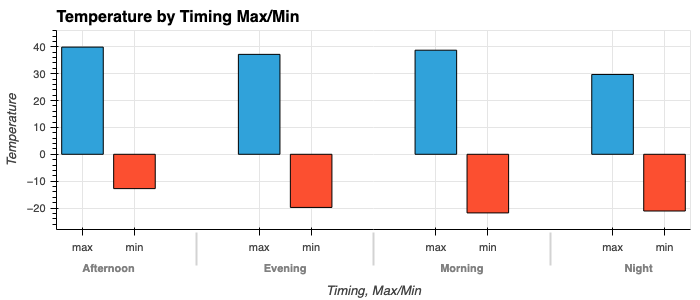 Temperature by Timing Max/Min
Temperature
40
30
20
10
0
−10
−20
max min max min max min max min
Afternoon Evening Morning Night
Timing, Max/Min